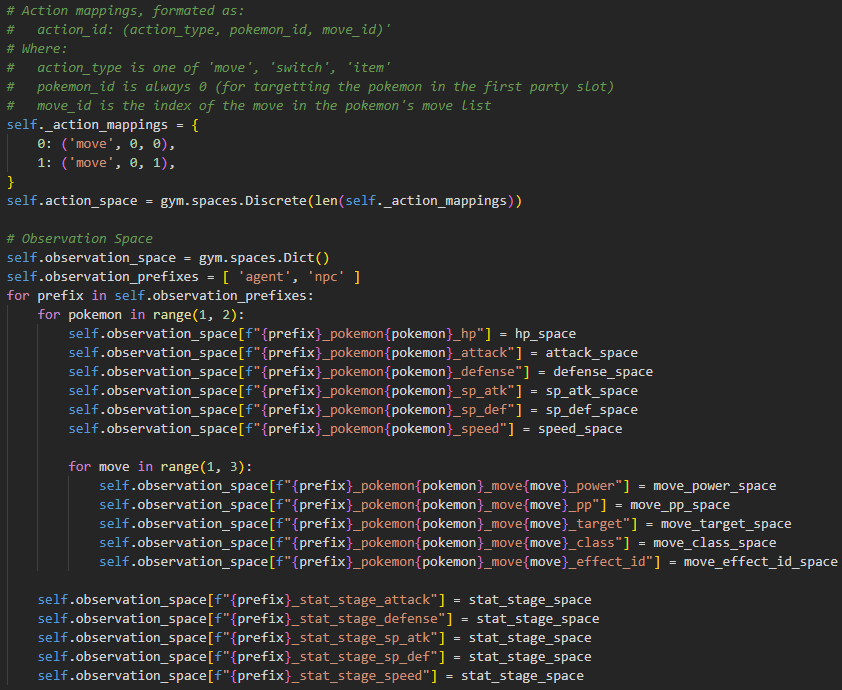 # Action mappings, formated as:
#   action_id: (action_type, pokemon_id, move_id)'
# Where:
#   action_type is one of 'move', 'switch', 'item'
#   pokemon_id is always 0 (for targetting the pokemon in the first party slot)
#   move_id is the index of the move in the pokemon's move list
self._action_mappings = {
    0: ('move', 0, 0),
    1: ('move', 0, 1),
}
self.action_space = gym.spaces.Discrete(len(self._action_mappings))

# Observation Space
self.observation_space = gym.spaces.Dict()
self.observation_prefixes = [ 'agent', 'npc' ]
for prefix in self.observation_prefixes:
    for pokemon in range(1, 2):
        self.observation_space[f"{prefix}_pokemon{pokemon}_hp"] = hp_space
        self.observation_space[f"{prefix}_pokemon{pokemon}_attack"] = attack_space
        self.observation_space[f"{prefix}_pokemon{pokemon}_defense"] = defense_space
        self.observation_space[f"{prefix}_pokemon{pokemon}_sp_atk"] = sp_atk_space
        self.observation_space[f"{prefix}_pokemon{pokemon}_sp_def"] = sp_def_space
        self.observation_space[f"{prefix}_pokemon{pokemon}_speed"] = speed_space

        for move in range(1, 3):
            self.observation_space[f"{prefix}_pokemon{pokemon}_move{move}_power"] = move_power_space
            self.observation_space[f"{prefix}_pokemon{pokemon}_move{move}_pp"] = move_pp_space
            self.observation_space[f"{prefix}_pokemon{pokemon}_move{move}_target"] = move_target_space
            self.observation_space[f"{prefix}_pokemon{pokemon}_move{move}_class"] = move_class_space
            self.observation_space[f"{prefix}_pokemon{pokemon}_move{move}_effect_id"] = move_effect_id_space

    self.observation_space[f"{prefix}_stat_stage_attack"] = stat_stage_space
    self.observation_space[f"{prefix}_stat_stage_defense"] = stat_stage_space
    self.observation_space[f"{prefix}_stat_stage_sp_atk"] = stat_stage_space
    self.observation_space[f"{prefix}_stat_stage_sp_def"] = stat_stage_space
    self.observation_space[f"{prefix}_stat_stage_speed"] = stat_stage_space